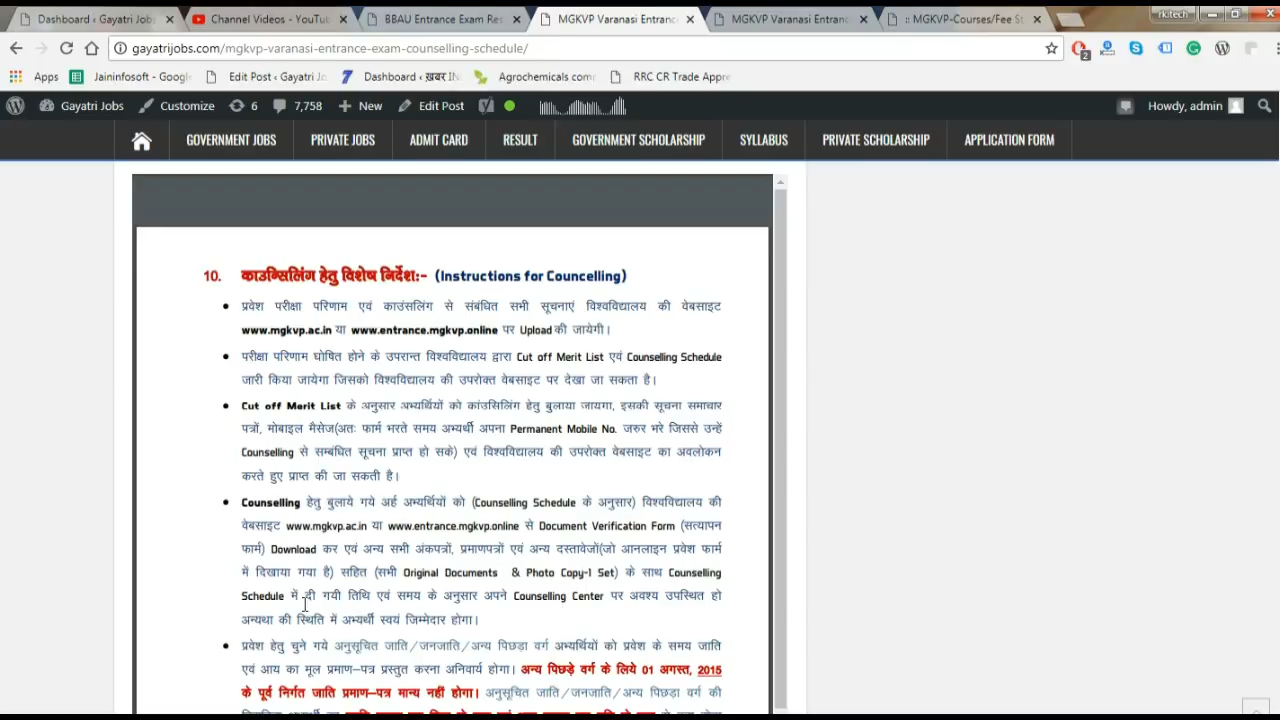 Dashboard ‹ Gayatri Jobs
Channel Videos - YouTu
BBAU Entrance Exam Res
MGKVP Varanasi Entranc
MGKVP Varanasi Entranc
:: MGKVP-Courses/Fee St
rkitech
gayatrijobs.com/mgkvp-varanasi-entrance-exam-counselling-schedule/
2
Apps
Jaininfosoft - Googl
Edit Post ‹ Gayatri Jo
Dashboard ‹ ख़बर IN
Agrochemicals com
RRC CR Trade Appre
Gayatri Jobs
Customize
6
7,758
New
Edit Post
Howdy, admin
GOVERNMENT JOBS
PRIVATE JOBS
ADMIT CARD
RESULT
GOVERNMENT SCHOLARSHIP
SYLLABUS
PRIVATE SCHOLARSHIP
APPLICATION FORM
10. काउन्सिलिंग हेतु विशेष निर्देश:- (Instructions for Councelling)
• प्रवेश परीक्षा परिणाम एवं काउंसलिंग से संबंधित सभी सूचनाएं विश्वविद्यालय की वेबसाइट
www.mgkvp.ac.in या www.entrance.mgkvp.online पर Upload की जायेगी।
• परीक्षा परिणाम घोषित होने के उपरान्त विश्वविद्यालय द्वारा Cut off Merit List एवं Counselling Schedule
जारी किया जायेगा जिसको विश्वविद्यालय की उपरोक्त वेबसाइट पर देखा जा सकता है।
• Cut off Merit List के अनुसार अभ्यर्थियों को कांउसिलिंग हेतु बुलाया जायगा, इसकी सूचना समाचार
पत्रों, मोबाइल मैसेज(अतः फार्म भरते समय अभ्यर्थी अपना Permanent Mobile No. जरुर भरे जिससे उन्हें
Counselling से सम्बंधित सूचना प्राप्त हो सके) एवं विश्वविद्यालय की उपरोक्त वेबसाइट का अवलोकन
करते हुए प्राप्त की जा सकती है।
• Counselling हेतु बुलाये गये अर्ह अभ्यर्थियों को (Counselling Schedule के अनुसार) विश्वविद्यालय की
वेबसाइट www.mgkvp.ac.in या www.entrance.mgkvp.online से Document Verification Form (सत्यापन
फार्म) Download कर एवं अन्य सभी अंकपत्रों, प्रमाणपत्रों एवं अन्य दस्तावेजों(जो आनलाइन प्रवेश फार्म
में दिखाया गया है) सहित (सभी Original Documents & Photo Copy-1 Set) के साथ Counselling
Schedule में दी गयी तिथि एवं समय के अनुसार अपने Counselling Center पर अवश्य उपस्थित हो
अन्यथा की स्थिति में अभ्यर्थी स्वयं जिम्मेदार होगा।
• प्रवेश हेतु चुने गये अनुसूचित जाति/जनजाति/अन्य पिछड़ा वर्ग अभ्यर्थियों को प्रवेश के समय जाति
एवं आय का मूल प्रमाण–पत्र प्रस्तुत करना अनिवार्य होगा। अन्य पिछड़े वर्ग के लिये 01 अगस्त, 2015
के पूर्व निर्गत जाति प्रमाण–पत्र मान्य नहीं होगा। अनुसूचित जाति/जनजाति/अन्य पिछड़ा वर्ग की